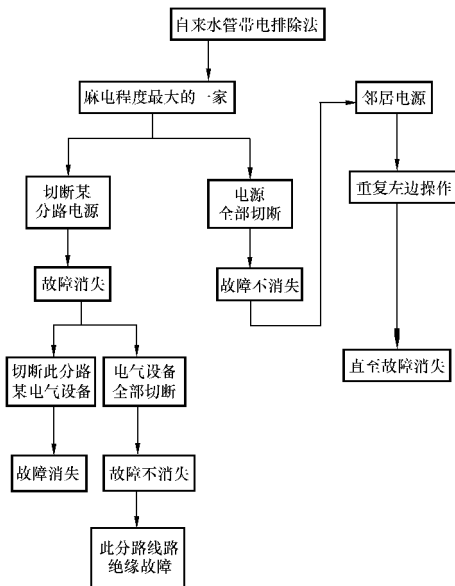 自来水管带电排除法
麻电程度最大的一家
邻居电源
切断某
分路电源
电源
全部切断
重复左边操作
故障消失
故障不消失
切断此分路
某电气设备
电气设备
全部切断
直至故障消失
故障消失
故障不消失
此分路线路
绝缘故障